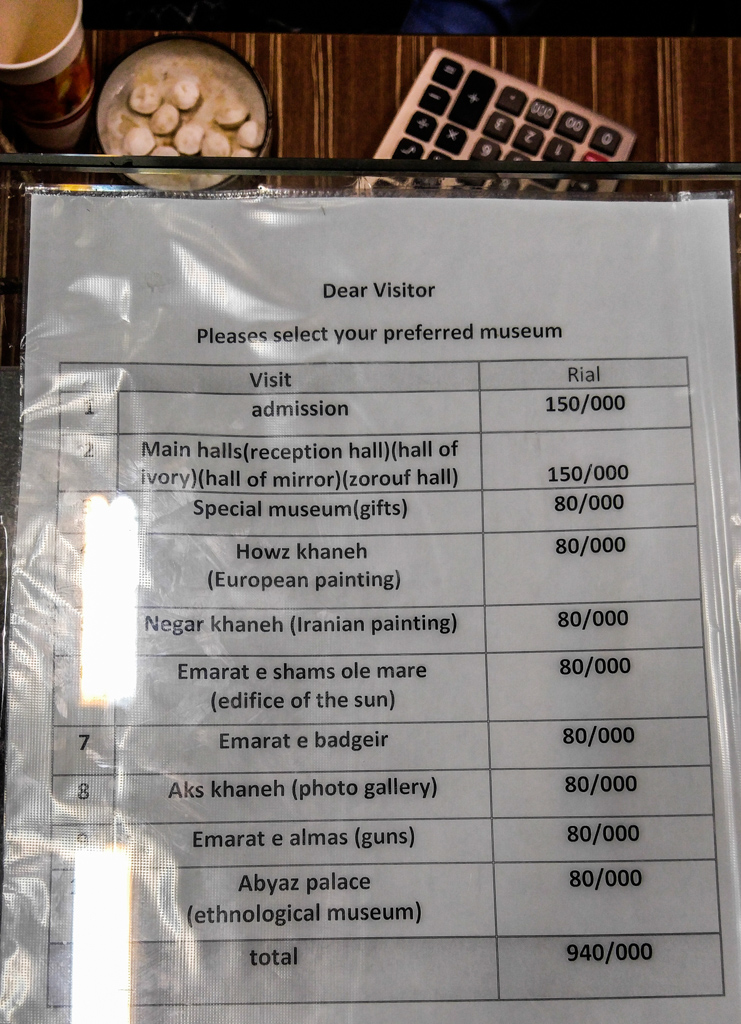 Dear Visitor
Pleases select your preferred museum
Visit Rial
1 admission 150/000
2 Main halls(reception hall)(hall of
ivory)(hall of mirror)(zorouf hall) 150/000
Special museum(gifts) 80/000
Howz khaneh 80/000
(European painting)
Negar khaneh (Iranian painting) 80/000
Emarat e shams ole mare 80/000
(edifice of the sun)
7 Emarat e badgeir 80/000
8 Aks khaneh (photo gallery) 80/000
9 Emarat e almas (guns) 80/000
Abyaz palace 80/000
(ethnological museum)
total 940/000